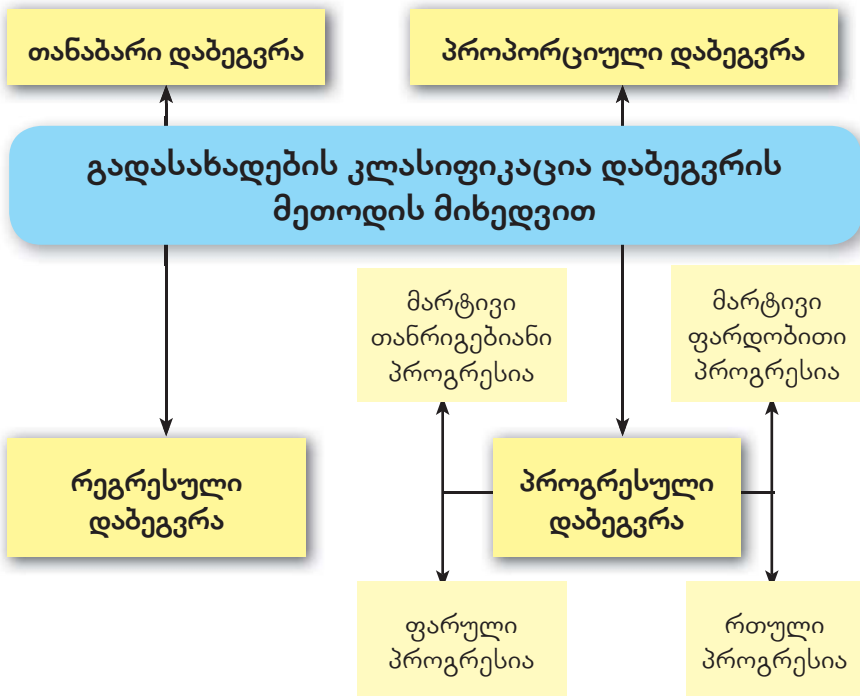 თანაბარი დაბეგვრა
პროპორციული დაბეგვრა
გადასახადების კლასიფიკაცია დაბეგვრის
მეთოდის მიხედვით
მარტივი
თანრიგებიანი
პროგრესია
მარტივი
ფარდობითი
პროგრესია
რეგრესული
დაბეგვრა
პროგრესული
დაბეგვრა
ფარული
პროგრესია
რთული
პროგრესია